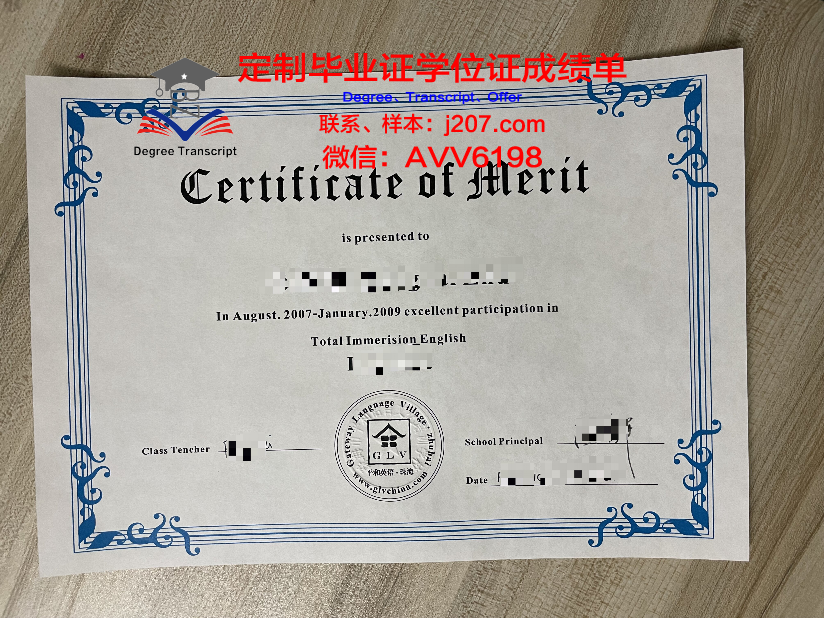 定制毕业证学位证成绩单
Degree、Transcript、Offer
联系、样本：j207.com
微信：AVV6198
Degree Transcript
Certificate of Merit
is presented to
In August. 2007-January.2009 excellent participation in
Total Immerision English
Class Tencher
Gateway Language Village · zhuhai
GLV
www.glvchina.com
School Principal
Date